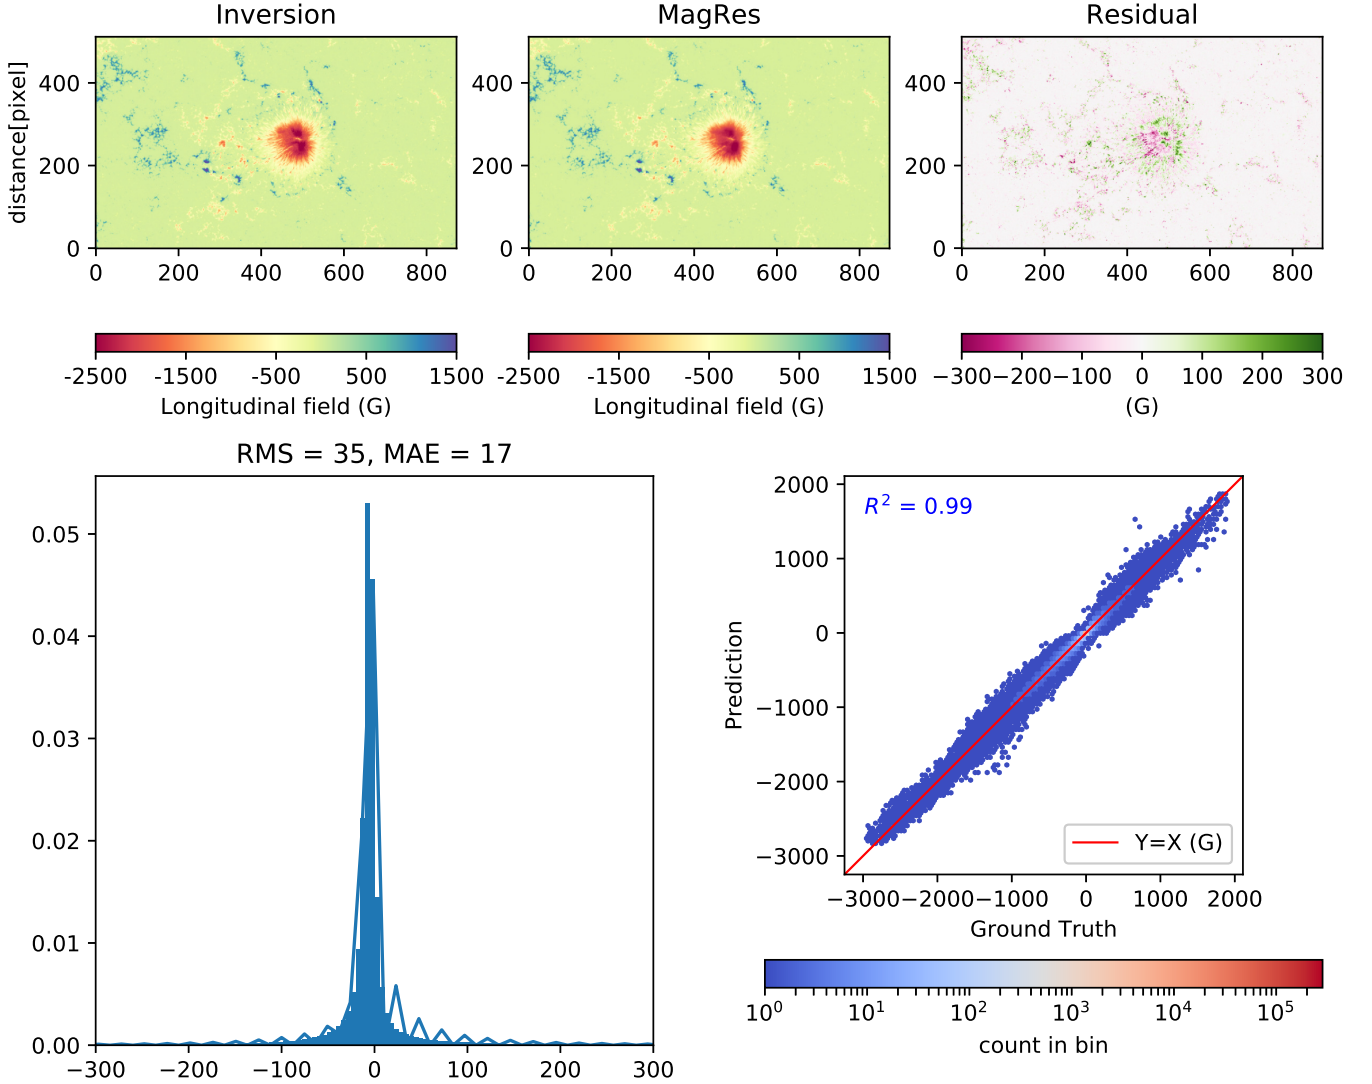 Inversion MagRes Residual
distance[pixel]
400 400 400
200 200 200
0 0 0
0 200 400 600 800 0 200 400 600 800 0 200 400 600 800
-2500 -1500 -500 500 1500 -2500 -1500 -500 500 1500 −300 −200 −100 0 100 200 300
Longitudinal field (G) Longitudinal field (G) (G)
RMS = 35, MAE = 17
0.05
0.04
0.03
0.02
0.01
0.00
−300 −200 −100 0 100 200 300
R² = 0.99
2000
1000
0
−1000
−2000
−3000
Prediction
Y=X (G)
−3000 −2000 −1000 0 1000 2000
Ground Truth
10⁰ 10¹ 10² 10³ 10⁴ 10⁵
count in bin